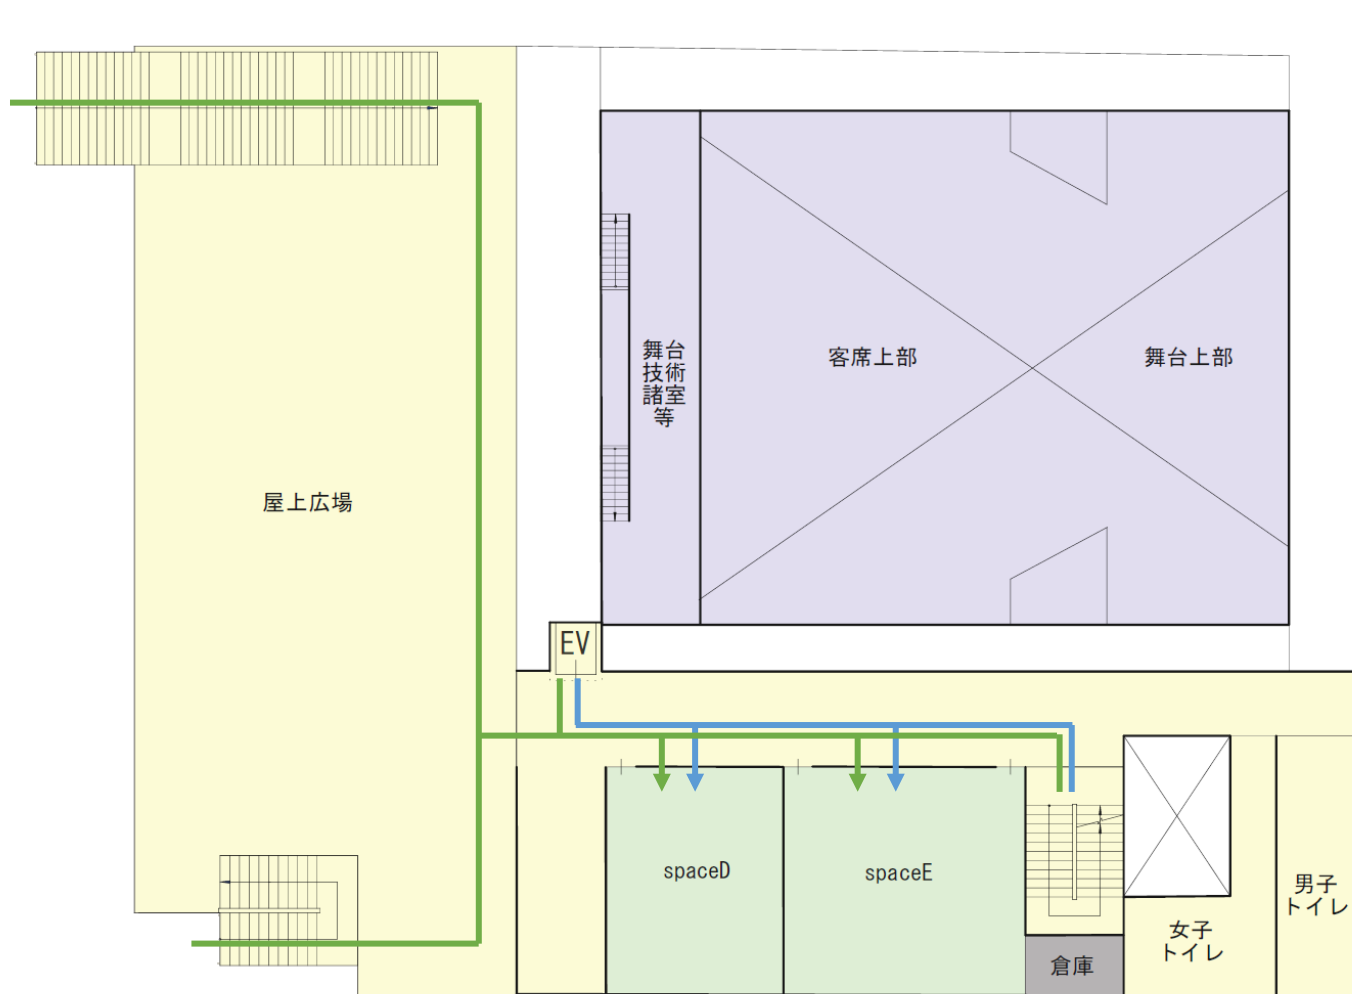 舞台
技術
諸室
等
客席上部
舞台上部
屋上広場
EV
spaceD
spaceE
男子
トイレ
女子
トイレ
倉庫